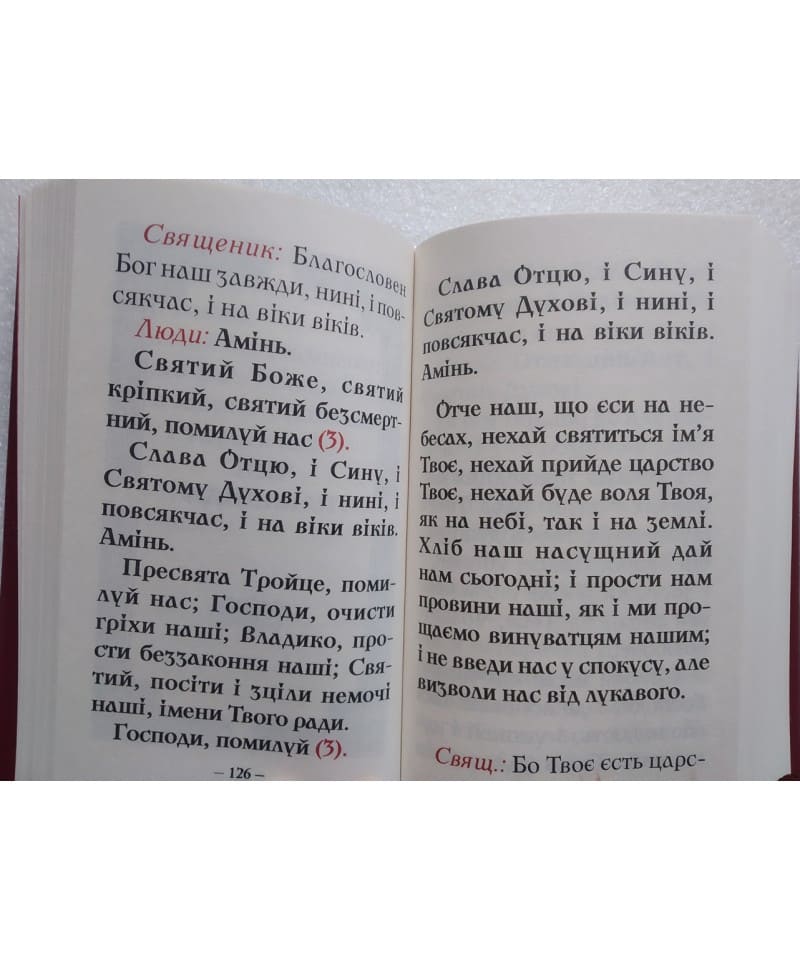 Священик: Благословен
Бог наш завжди, нині, і пов-
сякчас, і на віки віків.
Люди: Амінь.
Святий Боже, святий
кріпкий, святий безсмерт-
ний, помилуй нас (3).
Слава Отцю, і Сину, і
Святому Духові, і нині, і
повсякчас, і на віки віків.
Амінь.
Пресвята Тройце, поми-
луй нас; Господи, очисти
гріхи наші; Владико, про-
сти беззаконня наші; Свя-
тий, посіти і зціли немочі
наші, імени Твого ради.
Господи, помилуй (3).
– 126 –
Слава Отцю, і Сину, і
Святому Духові, і нині, і
повсякчас, і на віки віків.
Амінь.
Отче наш, що єси на не-
бесах, нехай святиться ім’я
Твоє, нехай прийде царство
Твоє, нехай буде воля Твоя,
як на небі, так і на землі.
Хліб наш насущний дай
нам сьогодні; і прости нам
провини наші, як і ми про-
щаємо винуватцям нашим;
і не введи нас у спокусу, але
визволи нас від лукавого.
Свящ.: Бо Твоє єсть царс-